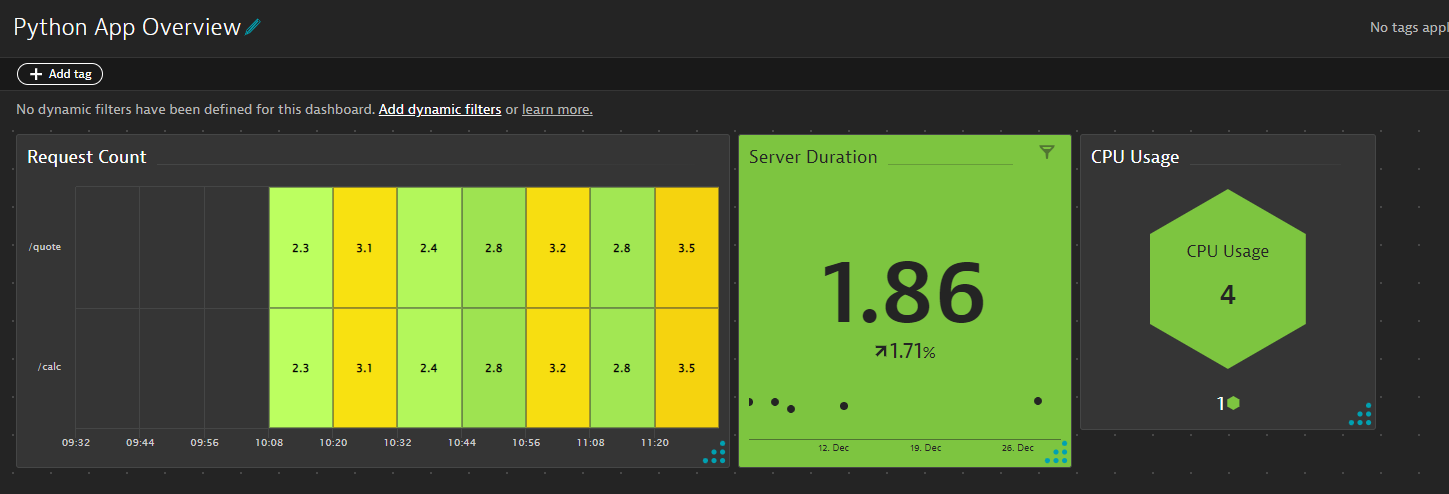 Python App Overview
No tags appl
+ Add tag
No dynamic filters have been defined for this dashboard. Add dynamic filters or learn more.
Request Count
/quote
2.3 3.1 2.4 2.8 3.2 2.8 3.5
/calc
2.3 3.1 2.4 2.8 3.2 2.8 3.5
09:32 09:44 09:56 10:08 10:20 10:32 10:44 10:56 11:08 11:20
Server Duration
1.86
1.71%
12. Dec 19. Dec 26. Dec
CPU Usage
CPU Usage
4
1